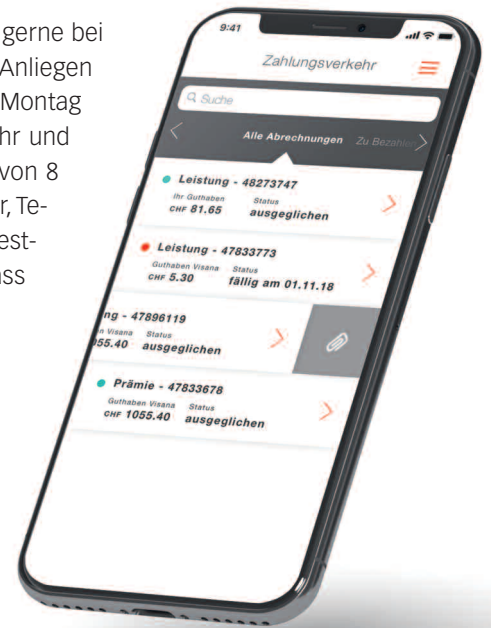 gerne bei
Anliegen
Montag
hr und
von 8
r, Te-
est-
ass
9:41
Zahlungsverkehr
Suche
Alle Abrechnungen Zu Bezahlen
Leistung - 48273747
Ihr Guthaben Status
CHF 81.65 ausgeglichen
Leistung - 47833773
Guthaben Visana Status
CHF 5.30 fällig am 01.11.18
ng - 47896119
n Visana Status
055.40 ausgeglichen
Prämie - 47833678
Guthaben Visana Status
CHF 1055.40 ausgeglichen